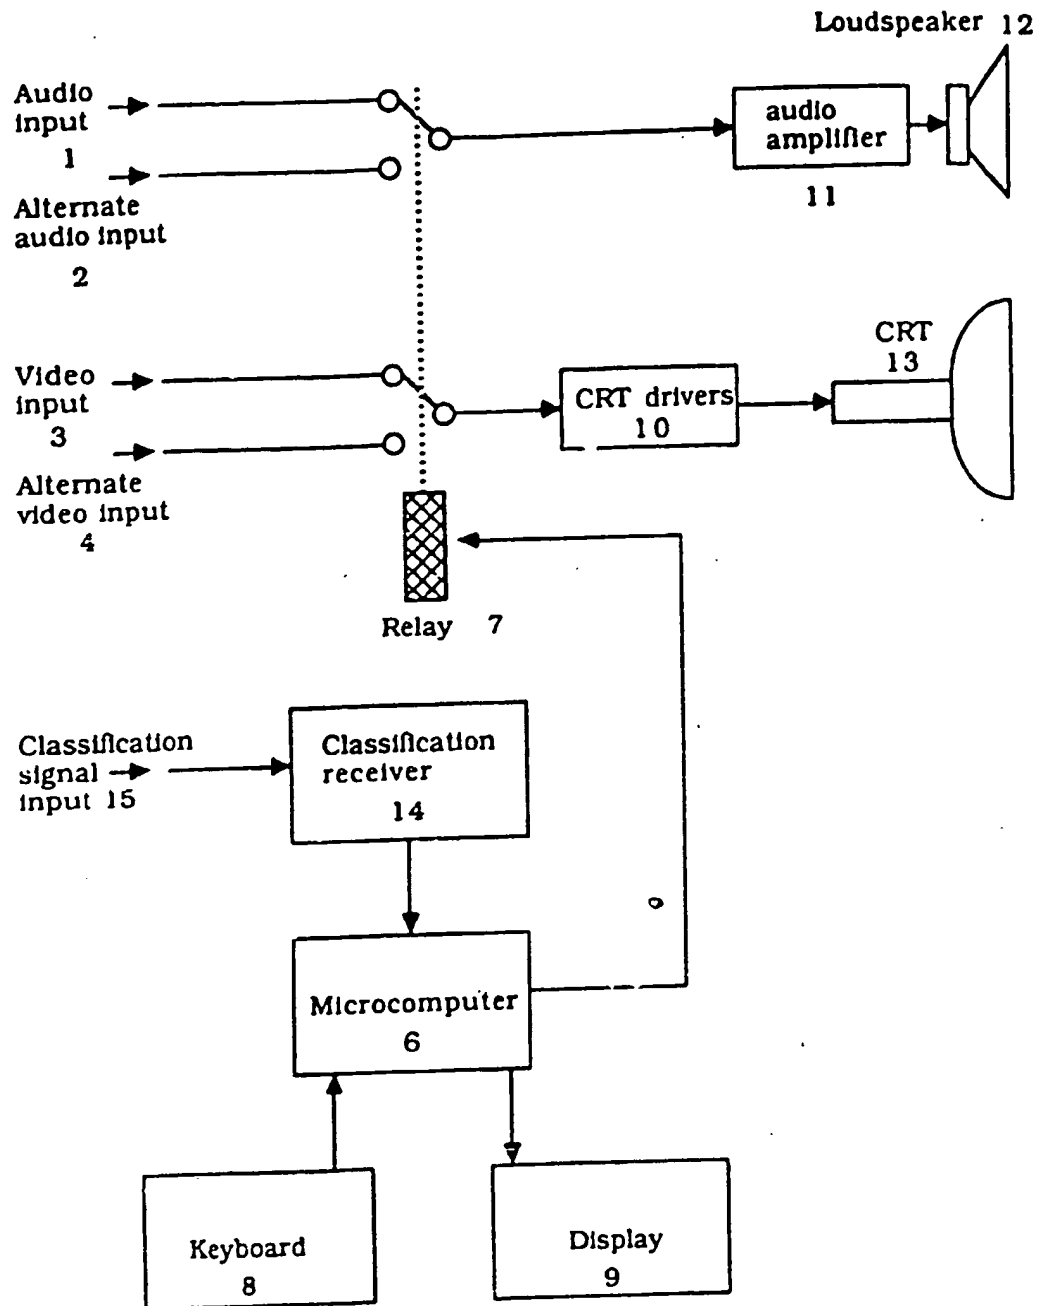 Loudspeaker 12
Audio
input
1
Alternate
audio input
2
audio
amplifier
11
Video
input
3
Alternate
video input
4
CRT drivers
10
CRT
13
Relay 7
Classification
signal
input 15
Classification
receiver
14
Microcomputer
6
Keyboard
8
Display
9